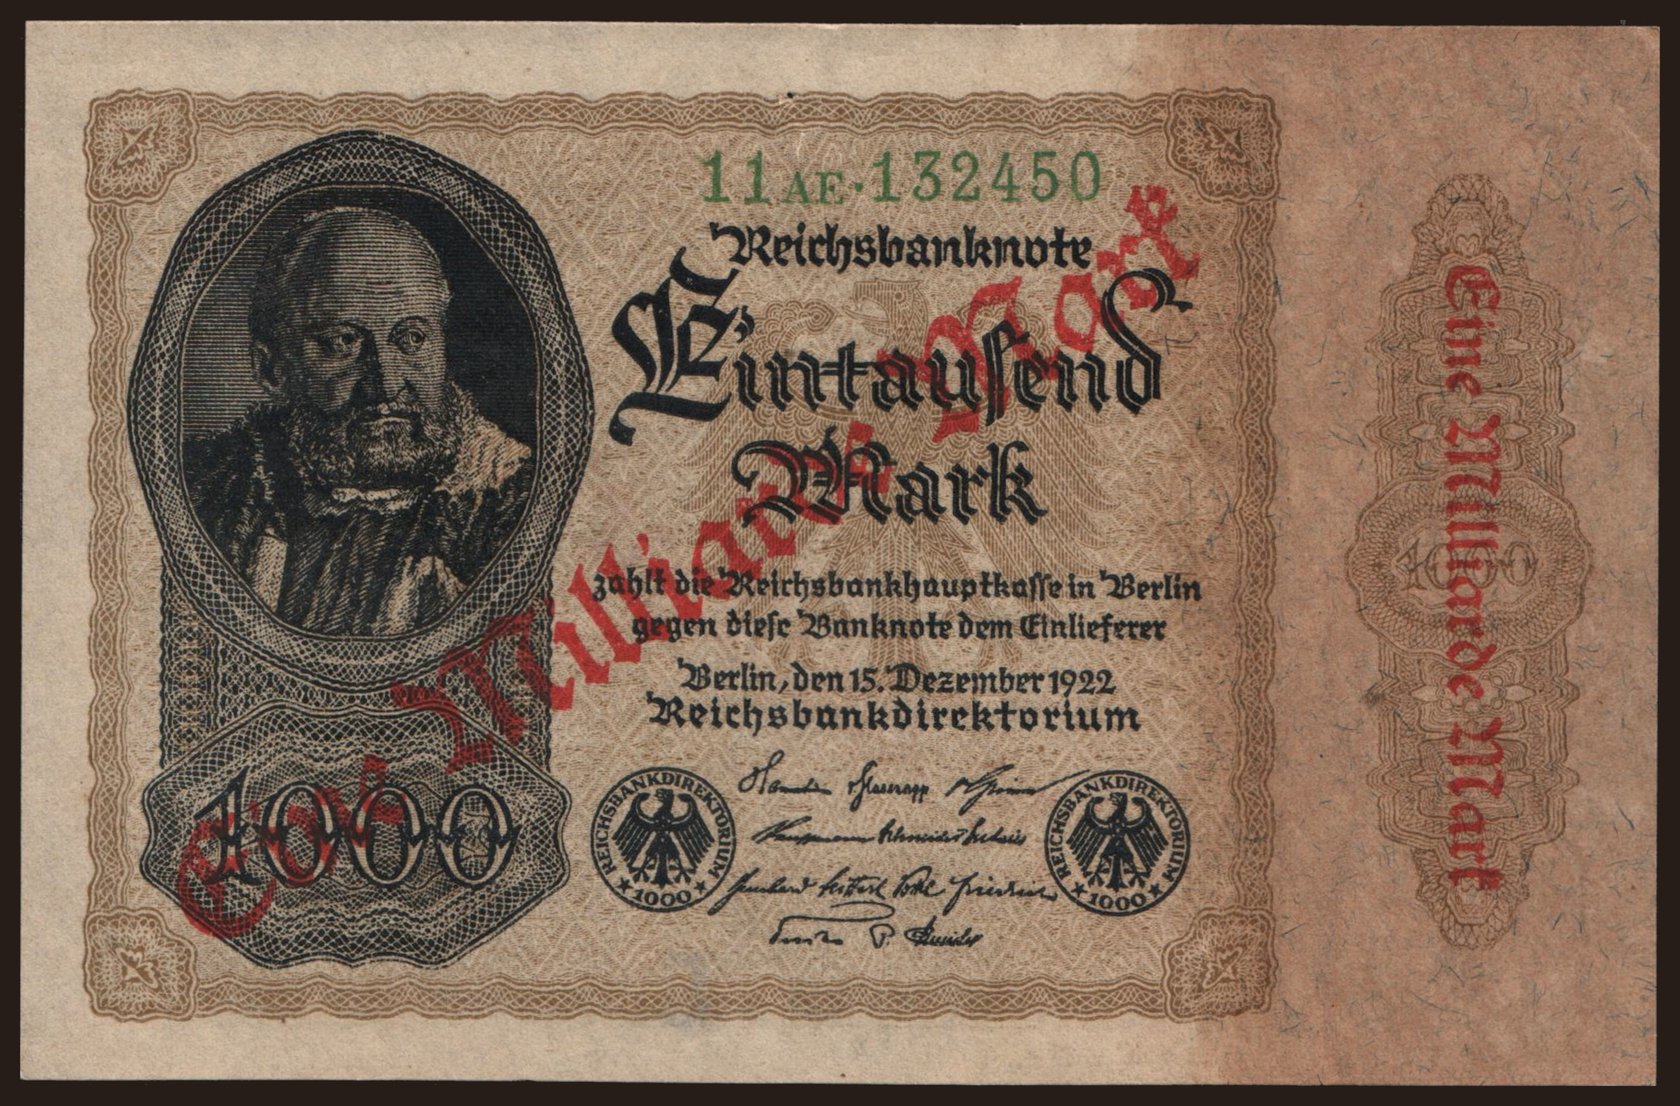 11AE·132450
Reichsbanknote
Eintausend
Mark
zahlt die Reichsbankhauptkasse in Berlin
gegen diese Banknote dem Einlieferer
Berlin, den 15. Dezember 1922
Reichsbankdirektorium
1000
REICHSBANKDIREKTORIUM
1000
REICHSBANKDIREKTORIUM
1000
Eine Milliarde Mark
Eine Milliarde Mark
1000